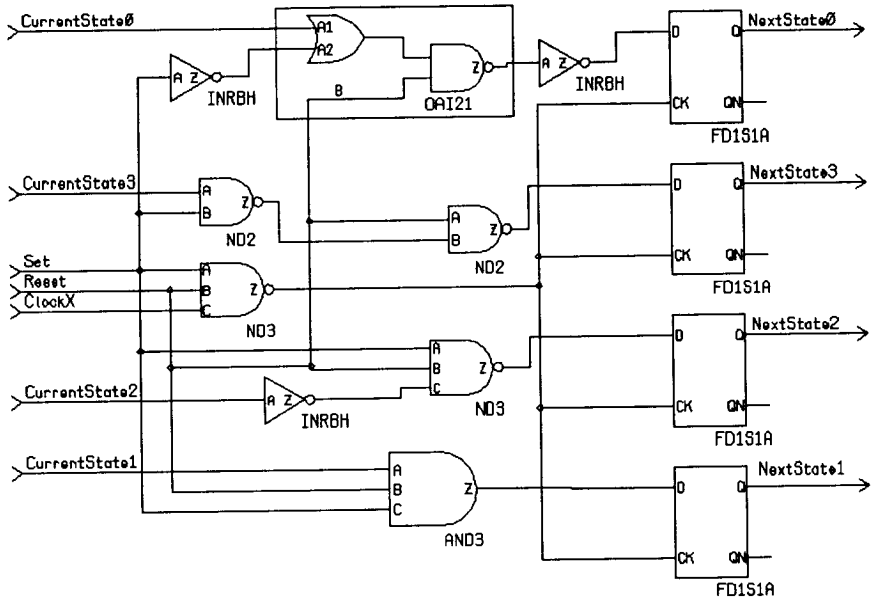 CurrentState0
A1
A2
Z
OAI21
B
A Z
INRBH
A Z
INRBH
D Q
CK QN
FD1S1A
NextState0
CurrentState3
A
B
Z
ND2
A
B
Z
ND2
D Q
CK QN
FD1S1A
NextState3
Set
Reset
ClockX
A
B
C
Z
ND3
CurrentState2
A Z
INRBH
A
B
C
Z
ND3
D Q
CK QN
FD1S1A
NextState2
CurrentState1
A
B
C
Z
AND3
D Q
CK QN
FD1S1A
NextState1